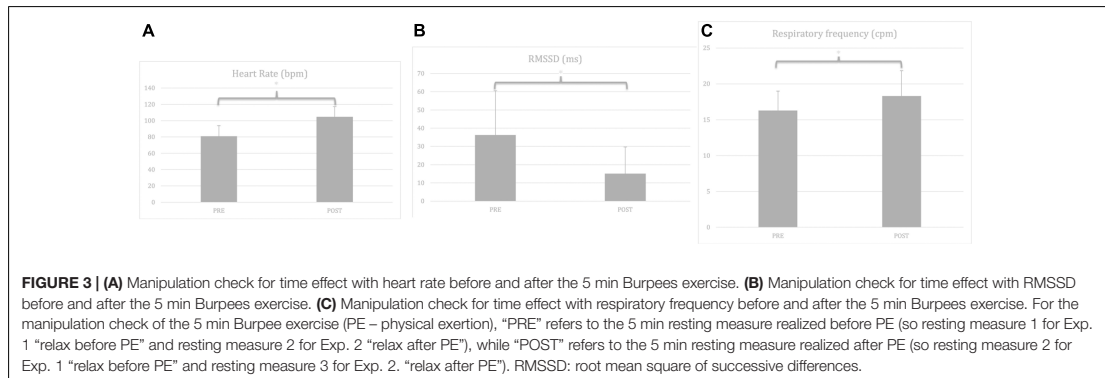 A
Heart Rate (bpm)
*
140
120
100
80
60
40
20
0
PRE
POST
B
RMSSD (ms)
*
70
60
50
40
30
20
10
0
PRE
POST
C
Respiratory frequency (cpm)
*
25
20
15
10
5
0
PRE
POST
FIGURE 3 | (A) Manipulation check for time effect with heart rate before and after the 5 min Burpees exercise. (B) Manipulation check for time effect with RMSSD
before and after the 5 min Burpees exercise. (C) Manipulation check for time effect with respiratory frequency before and after the 5 min Burpees exercise. For the
manipulation check of the 5 min Burpee exercise (PE – physical exertion), “PRE” refers to the 5 min resting measure realized before PE (so resting measure 1 for Exp.
1 “relax before PE” and resting measure 2 for Exp. 2 “relax after PE”), while “POST” refers to the 5 min resting measure realized after PE (so resting measure 2 for
Exp. 1 “relax before PE” and resting measure 3 for Exp. 2. “relax after PE”). RMSSD: root mean square of successive differences.